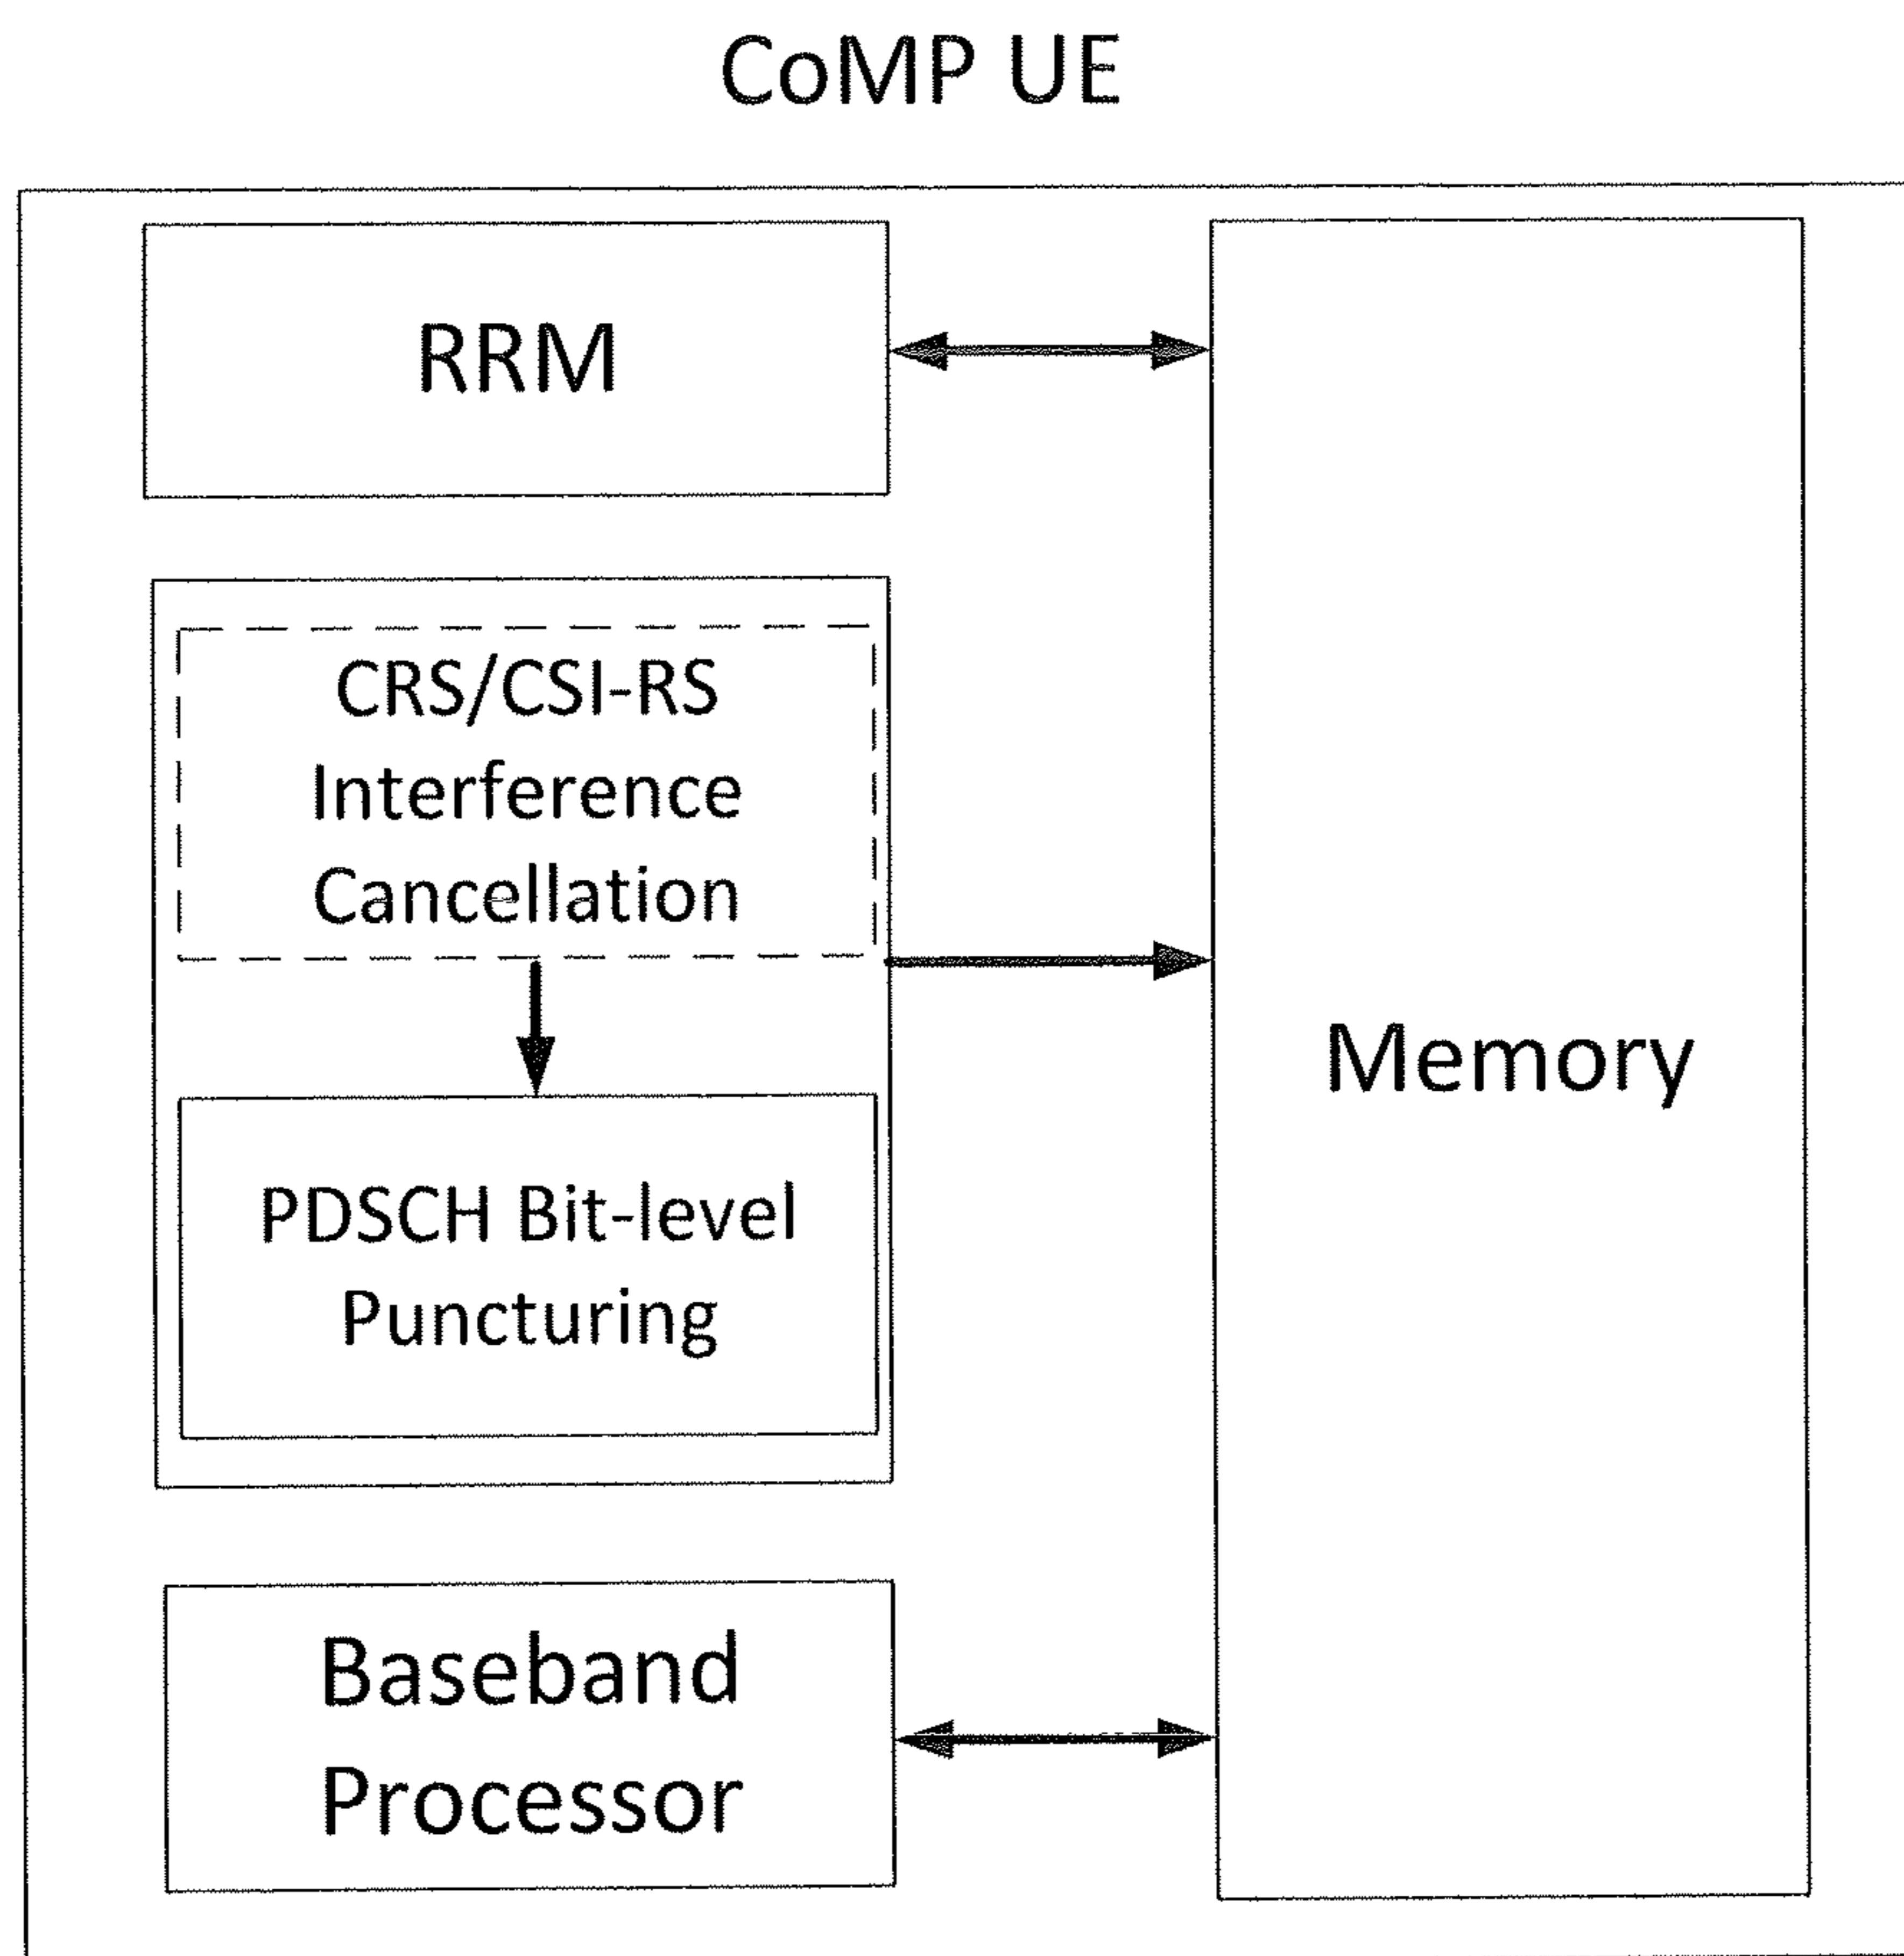 CoMP UE
RRM
CRS/CSI-RS
Interference
Cancellation
PDSCH Bit-level
Puncturing
Memory
Baseband
Processor